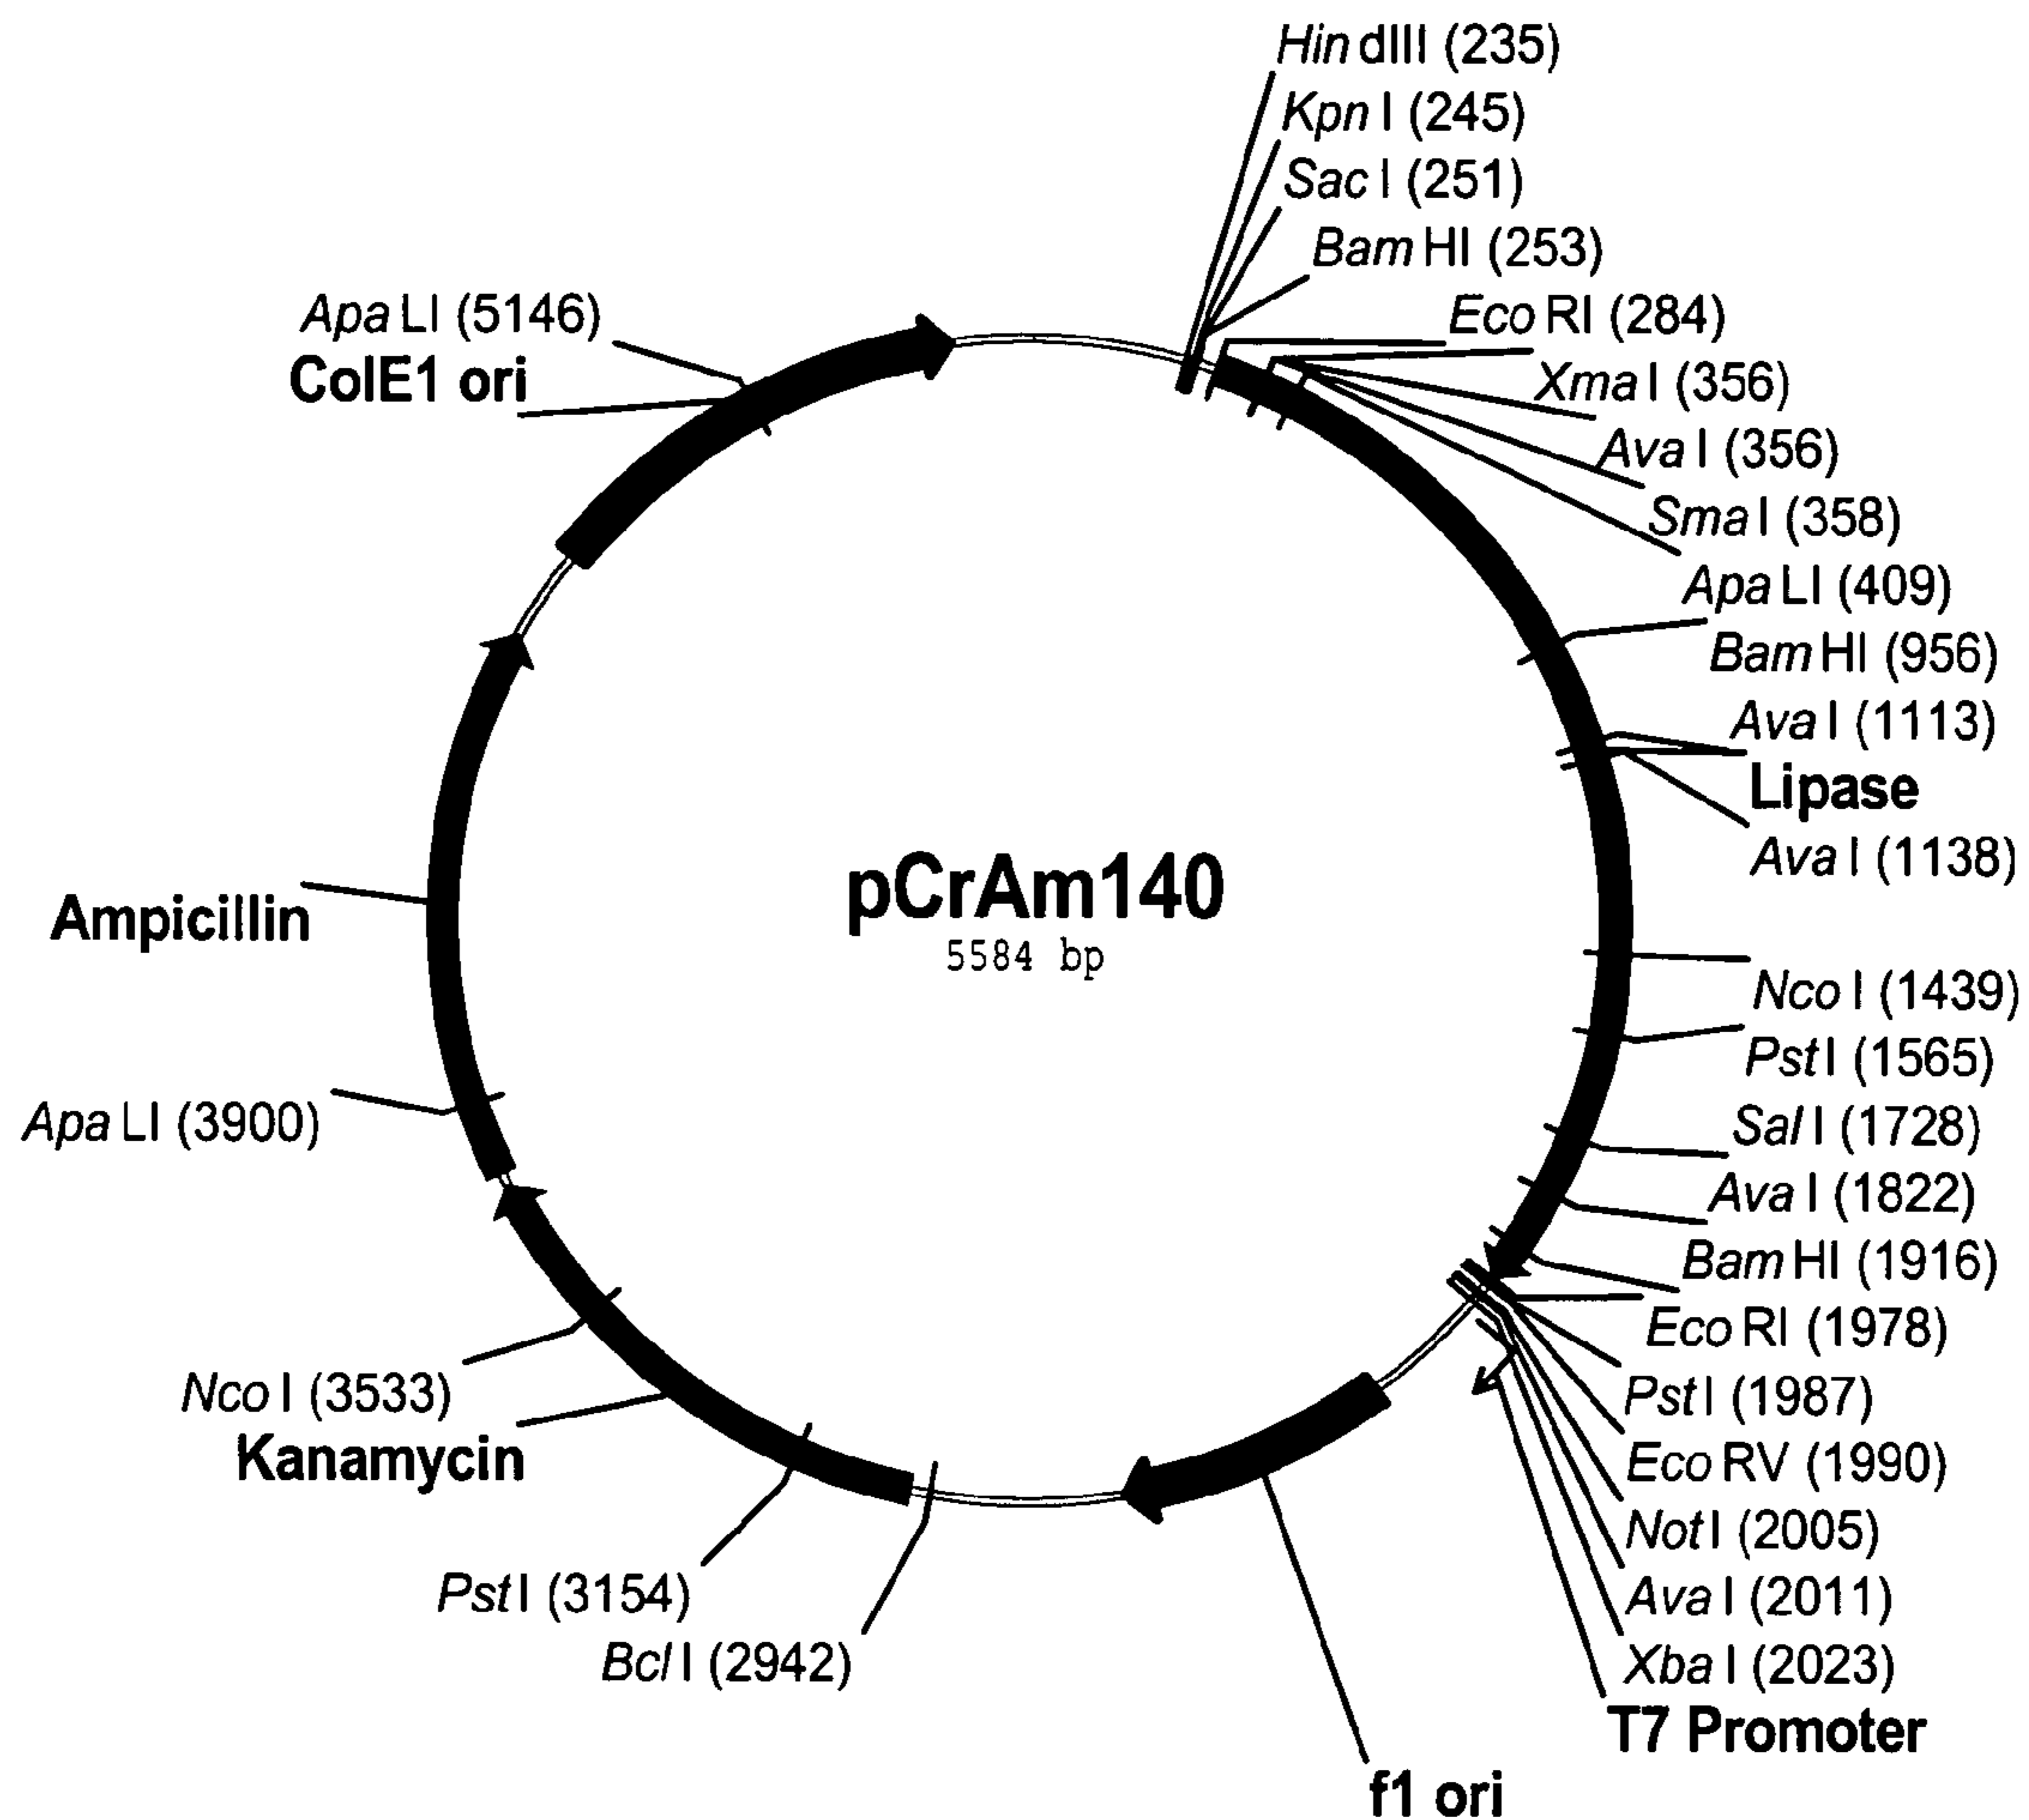 HindIII (235)
KpnI (245)
SacI (251)
BamHI (253)
EcoRI (284)
XmaI (356)
AvaI (356)
SmaI (358)
ApaLI (409)
BamHI (956)
AvaI (1113)
Lipase
AvaI (1138)
NcoI (1439)
PstI (1565)
SalI (1728)
AvaI (1822)
BamHI (1916)
EcoRI (1978)
PstI (1987)
EcoRV (1990)
NotI (2005)
AvaI (2011)
XbaI (2023)
T7 Promoter
f1 ori
BclI (2942)
PstI (3154)
Kanamycin
NcoI (3533)
ApaLI (3900)
Ampicillin
ColE1 ori
ApaLI (5146)
pCrAm140
5584 bp